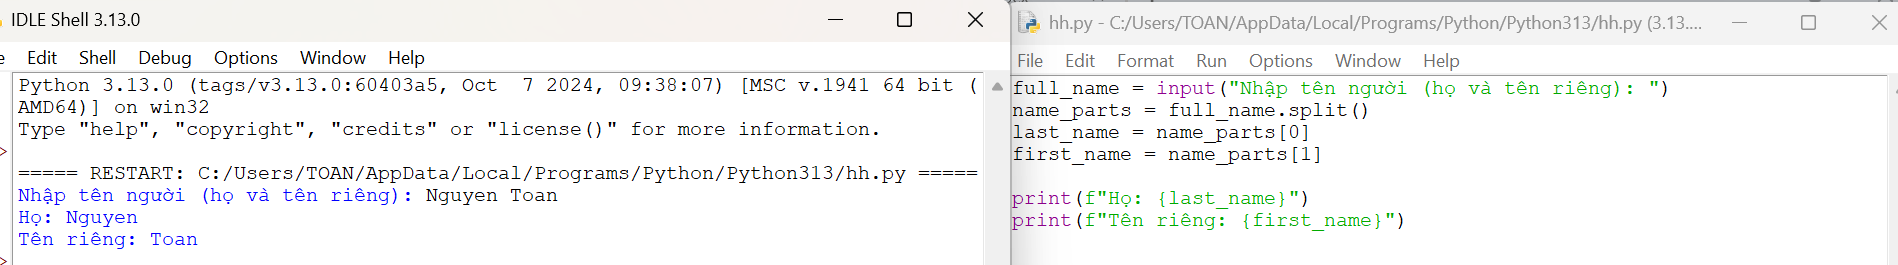 IDLE Shell 3.13.0
Edit Shell Debug Options Window Help
Python 3.13.0 (tags/v3.13.0:60403a5, Oct  7 2024, 09:38:07) [MSC v.1941 64 bit (
AMD64)] on win32
Type "help", "copyright", "credits" or "license()" for more information.
===== RESTART: C:/Users/TOAN/AppData/Local/Programs/Python/Python313/hh.py =====
Nhập tên người (họ và tên riêng): Nguyen Toan
Họ: Nguyen
Tên riêng: Toan
hh.py - C:/Users/TOAN/AppData/Local/Programs/Python/Python313/hh.py (3.13....
File Edit Format Run Options Window Help
full_name = input("Nhập tên người (họ và tên riêng): ")
name_parts = full_name.split()
last_name = name_parts[0]
first_name = name_parts[1]
print(f"Họ: {last_name}")
print(f"Tên riêng: {first_name}")